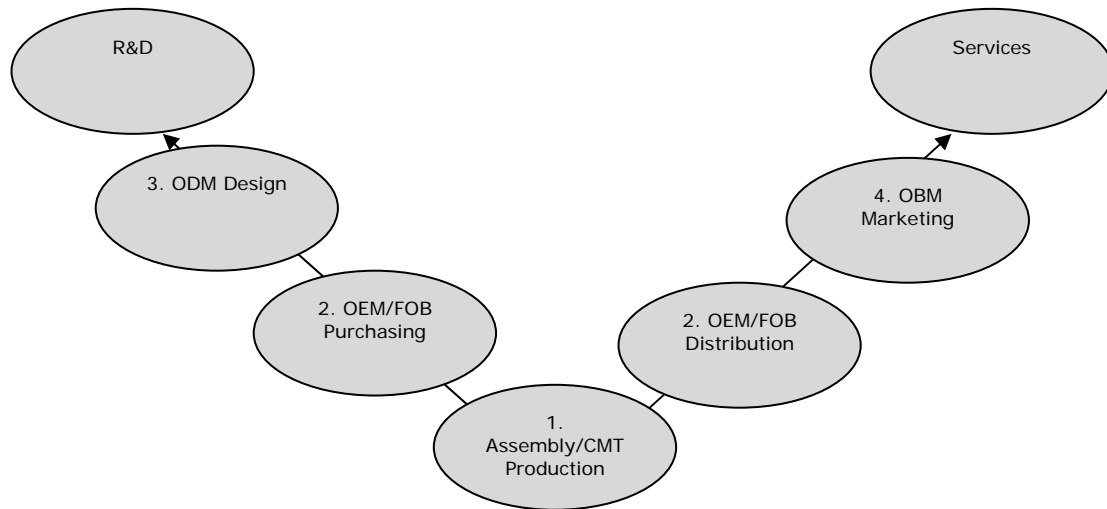 R&D
Services
3. ODM Design
4. OBM
Marketing
2. OEM/FOB
Purchasing
2. OEM/FOB
Distribution
1.
Assembly/CMT
Production